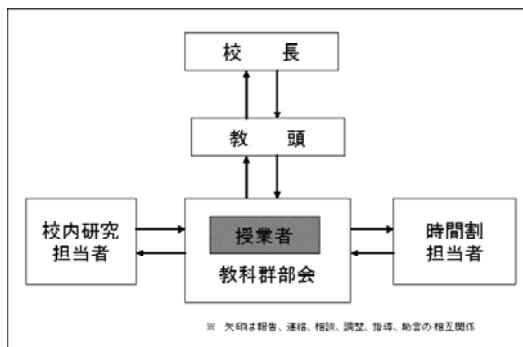 校 長
教 頭
校内研究
担当者
授業者
教科群部会
時間割
担当者
※ 矢印は報告、連絡、相談、調整、指導、助言の相互関係